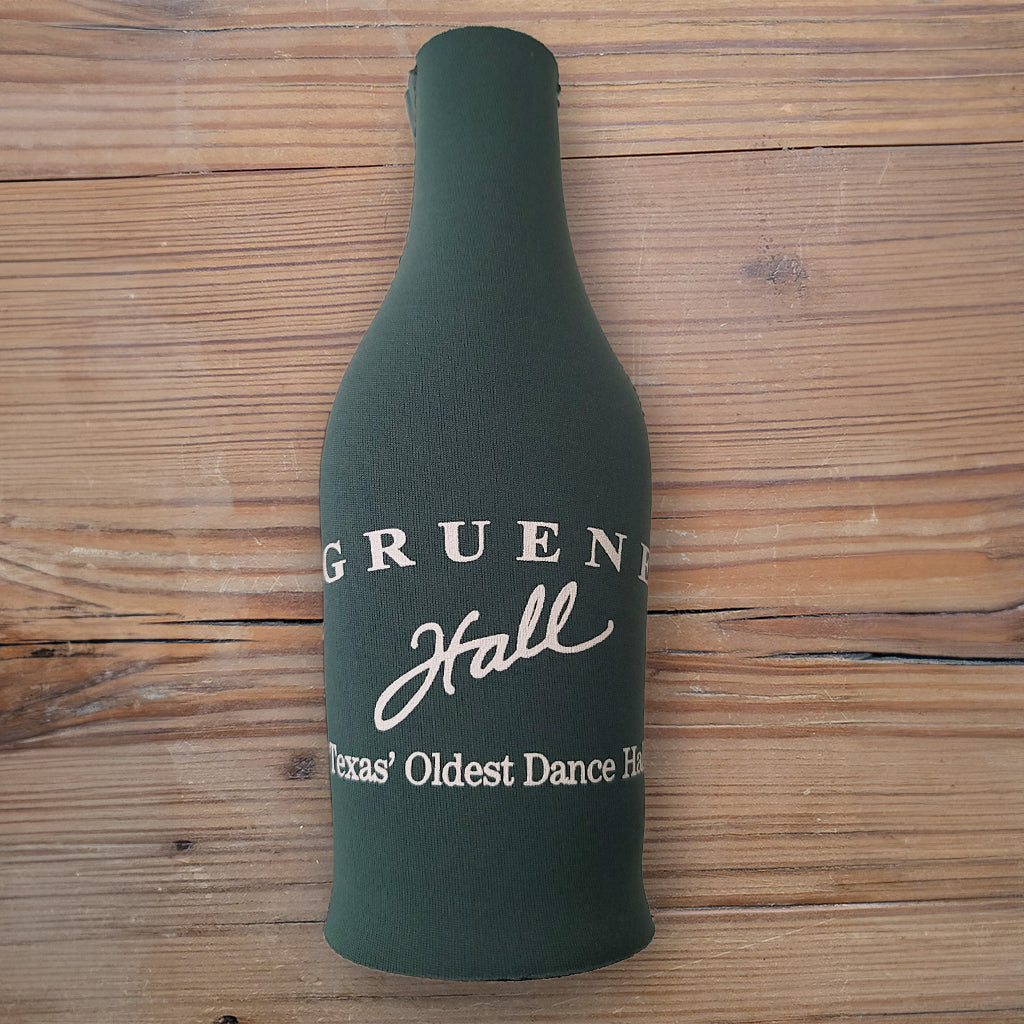 GRUENE
Hall
Texas' Oldest Dance Ha